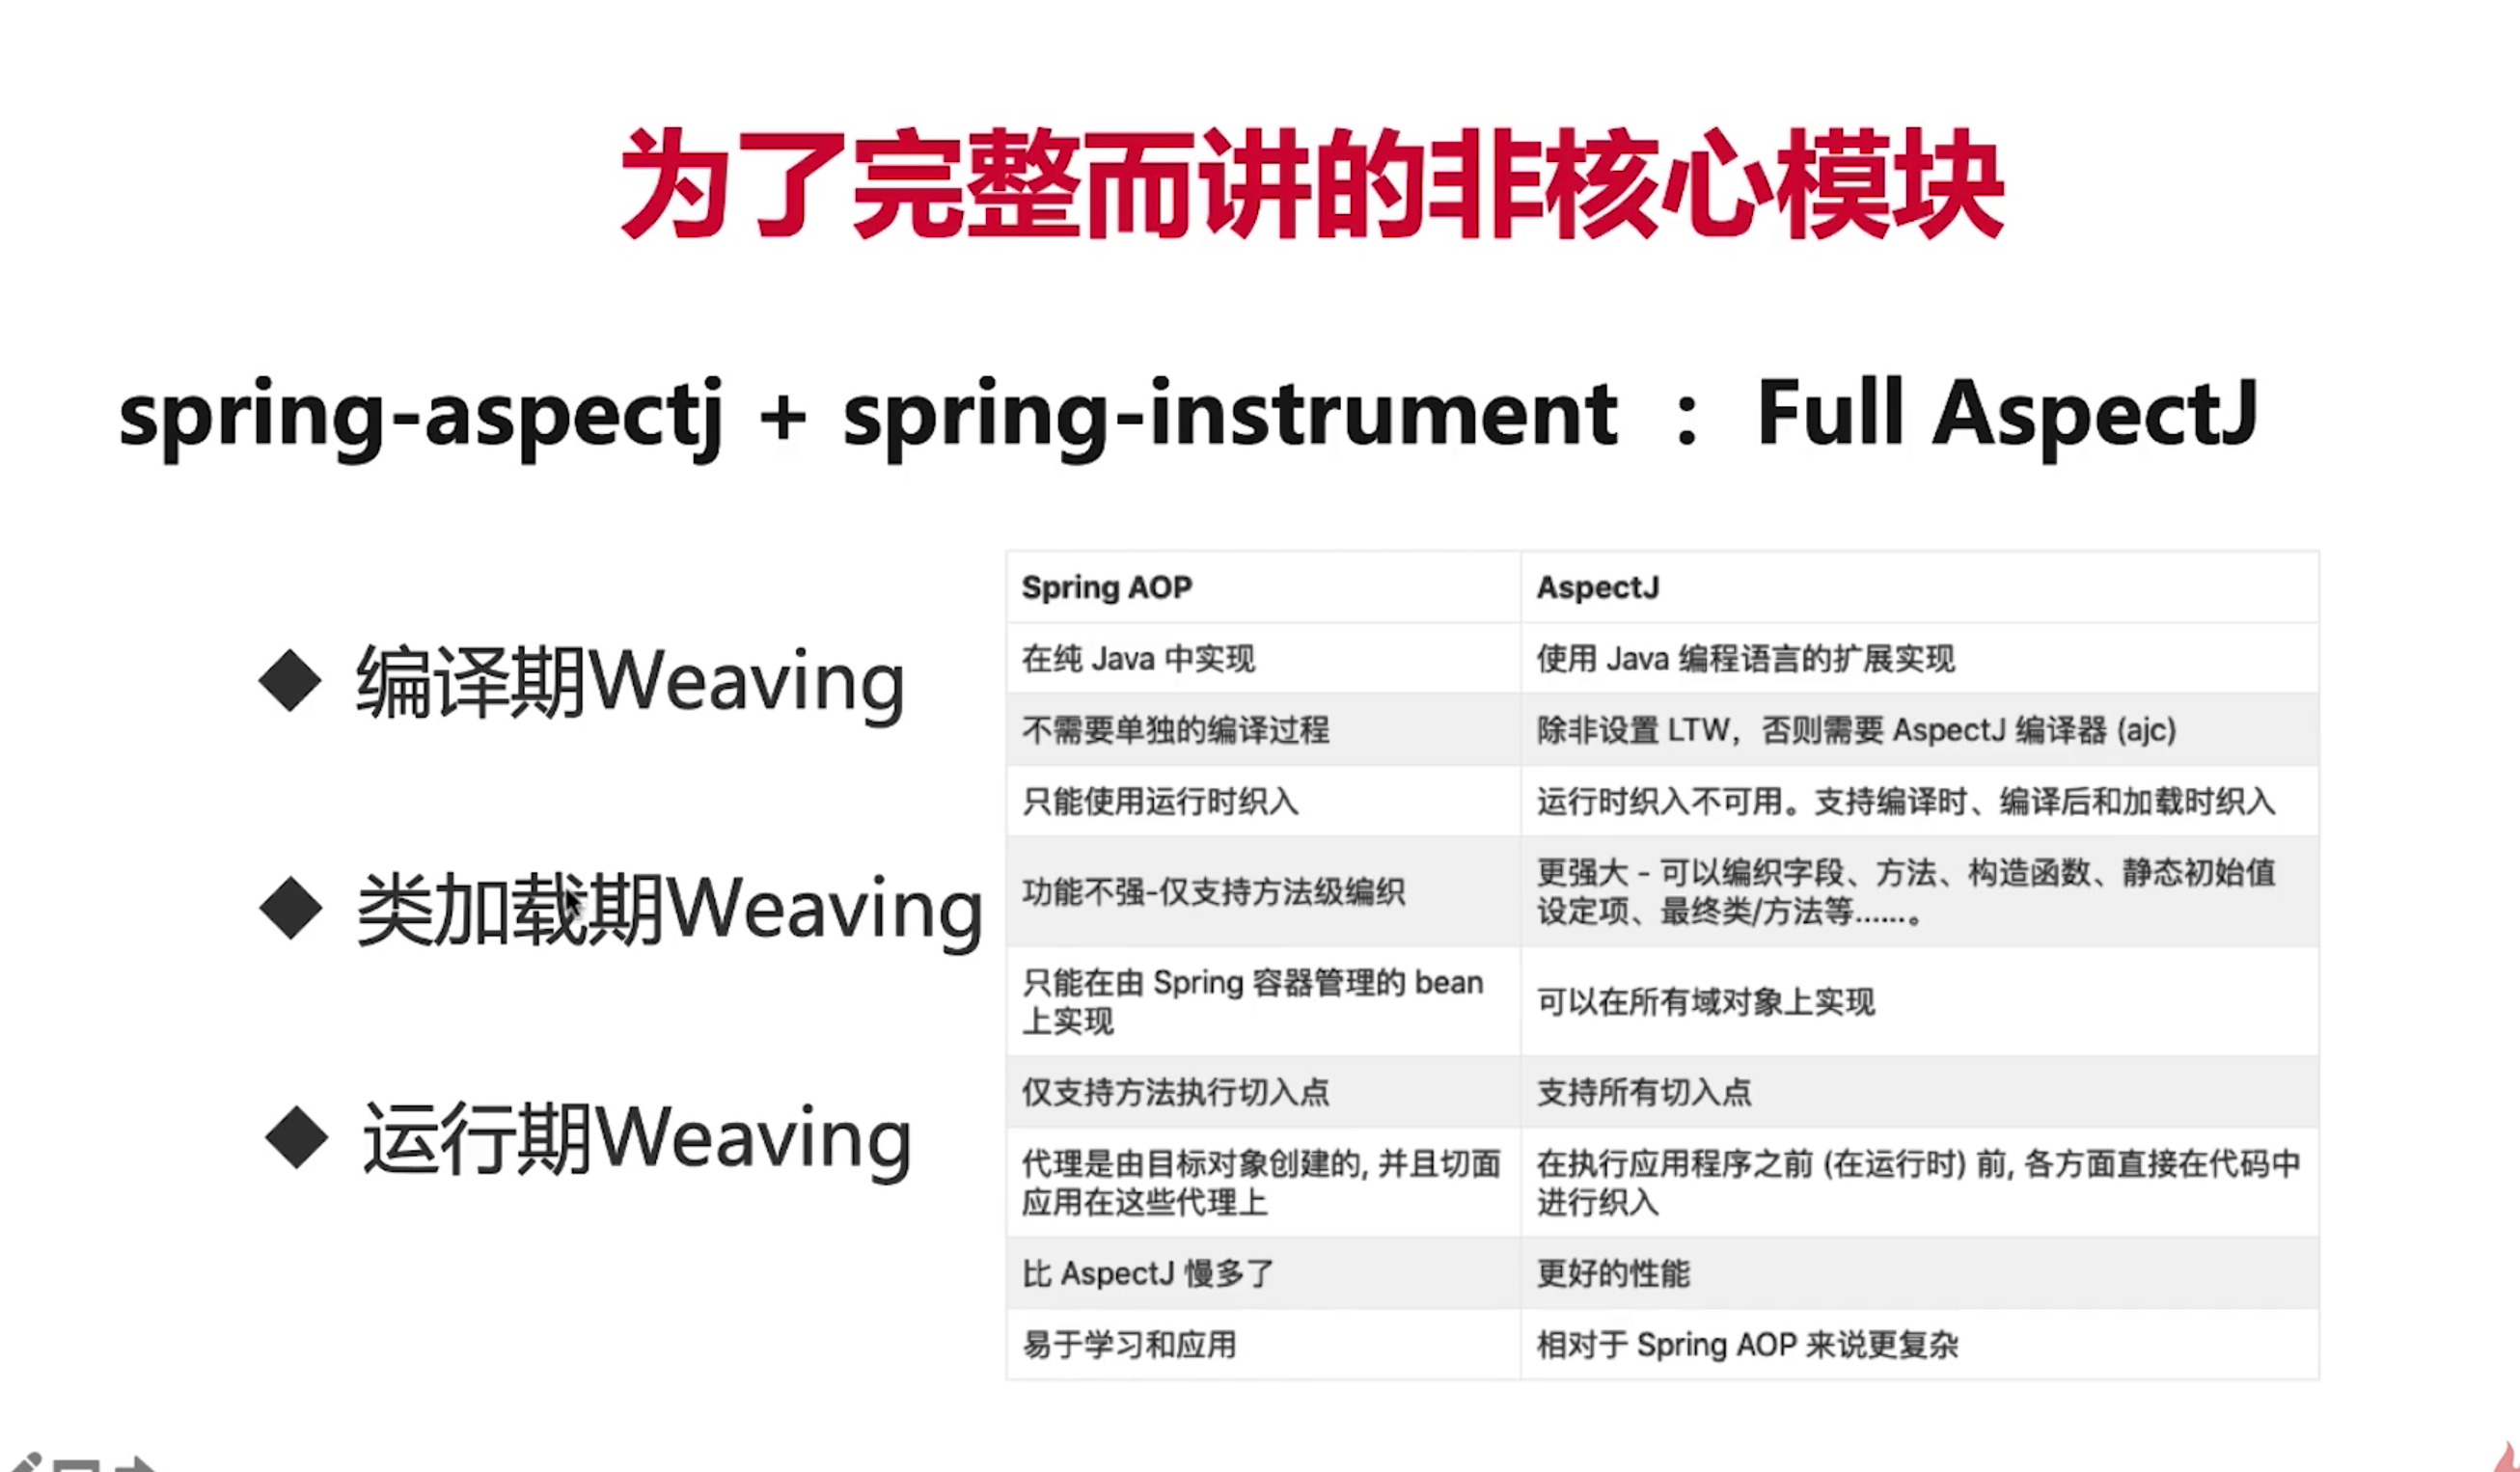 为了完整而讲的非核心模块
spring-aspectj + spring-instrument : Full AspectJ
◆ 编译期Weaving
◆ 类加载期Weaving
◆ 运行期Weaving
Spring AOP AspectJ
在纯 Java 中实现 使用 Java 编程语言的扩展实现
不需要单独的编译过程 除非设置 LTW，否则需要 AspectJ 编译器 (ajc)
只能使用运行时织入 运行时织入不可用。支持编译时、编译后和加载时织入
功能不强-仅支持方法级编织 更强大 - 可以编织字段、方法、构造函数、静态初始值
设定项、最终类/方法等......。
只能在由 Spring 容器管理的 bean
上实现 可以在所有域对象上实现
仅支持方法执行切入点 支持所有切入点
代理是由目标对象创建的, 并且切面
应用在这些代理上 在执行应用程序之前 (在运行时) 前, 各方面直接在代码中
进行织入
比 AspectJ 慢多了 更好的性能
易于学习和应用 相对于 Spring AOP 来说更复杂